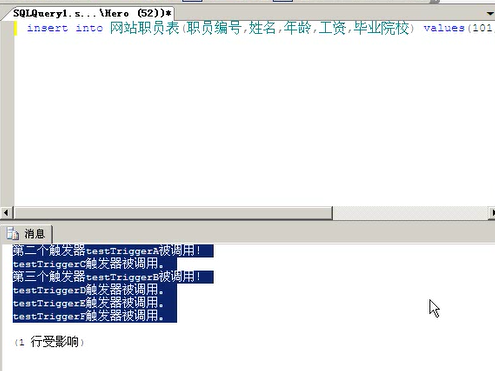 SQLQuery1.s...\Hero (52))*
insert into 网站职员表(职员编号,姓名,年龄,工资,毕业院校) values(101
消息
第二个触发器testTriggerA被调用！
testTriggerC触发器被调用。
第三个触发器testTriggerB被调用！
testTriggerD触发器被调用。
testTriggerE触发器被调用。
testTriggerF触发器被调用。
(1 行受影响)